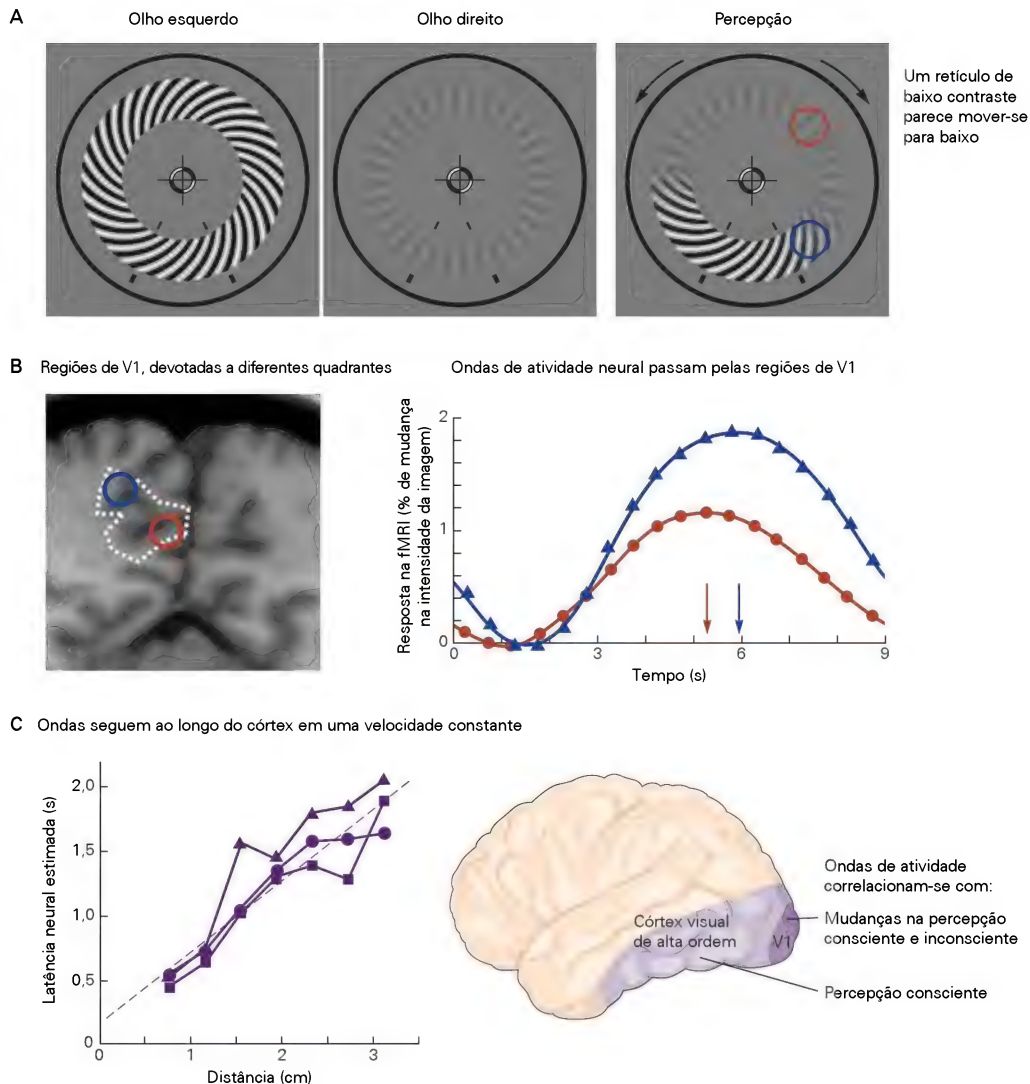 A
Olho esquerdo
Olho direito
Percepção
Um retículo de
baixo contraste
parece mover-se
para baixo
B Regiões de V1, devotadas a diferentes quadrantes
Ondas de atividade neural passam pelas regiões de V1
Resposta na fMRI (% de mudança
na intensidade da imagem)
2
1
0
0
3
6
9
Tempo (s)
C Ondas seguem ao longo do córtex em uma velocidade constante
Latência neural estimada (s)
2,0
1,5
1,0
0,5
0
0
1
2
3
Distância (cm)
Córtex visual
de alta ordem
V1
Ondas de atividade
correlacionam-se com:
Mudanças na percepção
consciente e inconsciente
Percepção consciente